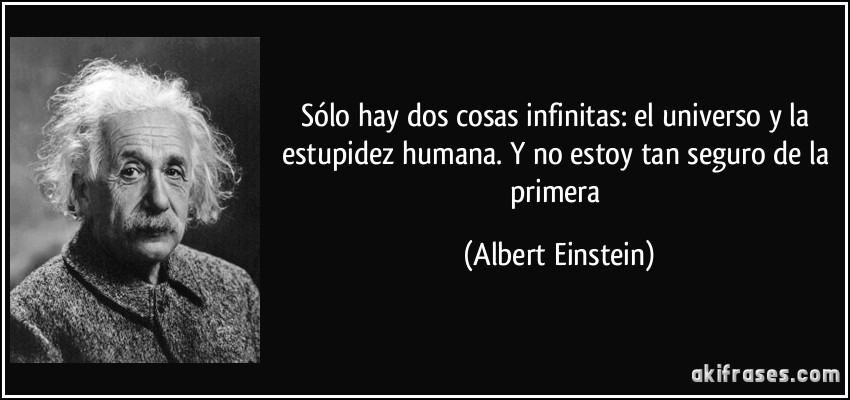 Sólo hay dos cosas infinitas: el universo y la
estupidez humana. Y no estoy tan seguro de la
primera
(Albert Einstein)
akifrases.com